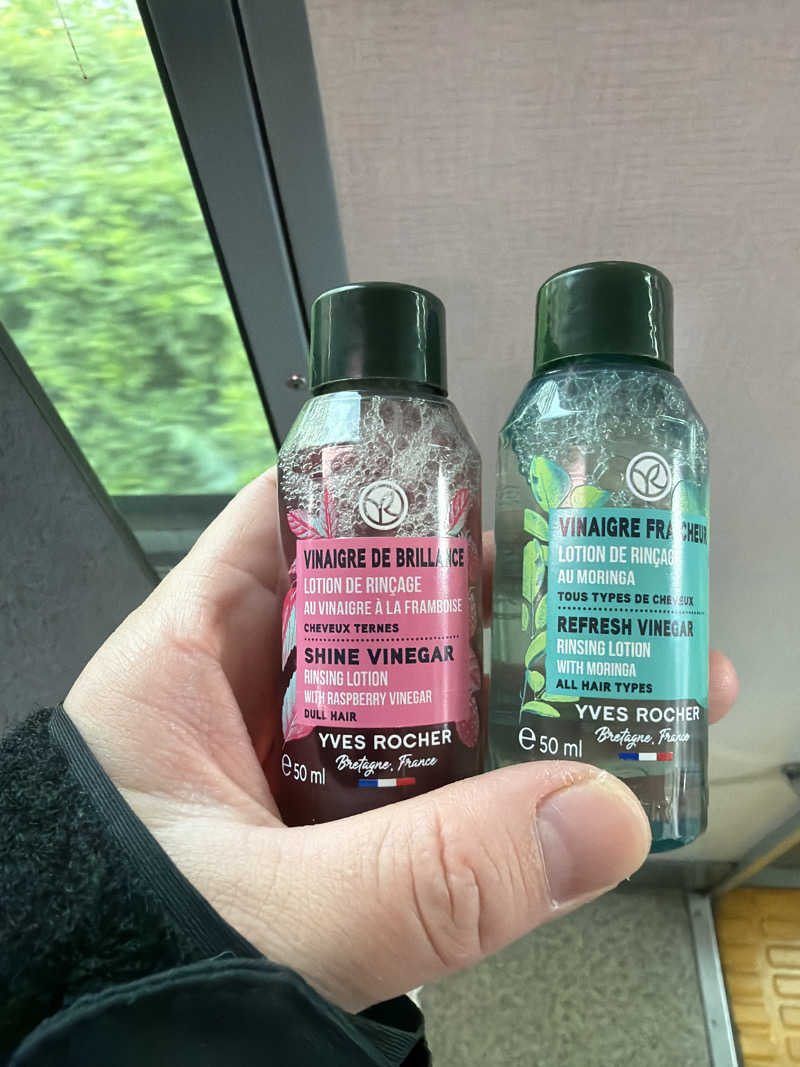 VINAIGRE DE BRILLANCE
LOTION DE RINÇAGE
AU VINAIGRE À LA FRAMBOISE
CHEVEUX TERNES
SHINE VINEGAR
RINSING LOTION
WITH RASPBERRY VINEGAR
DULL HAIR
YVES ROCHER
Bretagne, France
e 50 ml
VINAIGRE FRAÎCHEUR
LOTION DE RINÇAGE
AU MORINGA
TOUS TYPES DE CHEVEUX
REFRESH VINEGAR
RINSING LOTION
WITH MORINGA
ALL HAIR TYPES
YVES ROCHER
Bretagne, France
e 50 ml